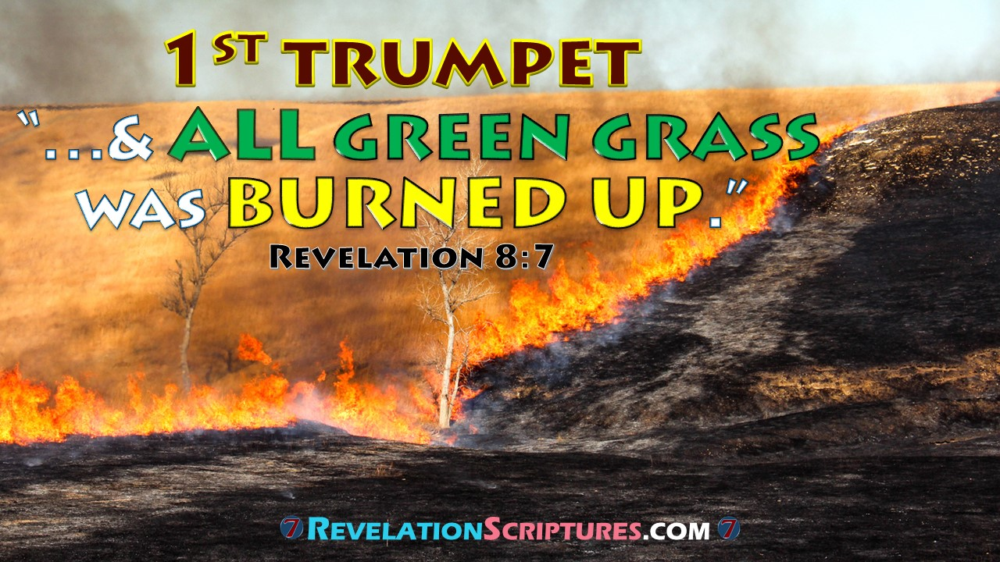 1ST TRUMPET
“...& ALL GREEN GRASS
WAS BURNED UP.”
REVELATION 8:7
7 REVELATIONSCRIPTURES.COM 7